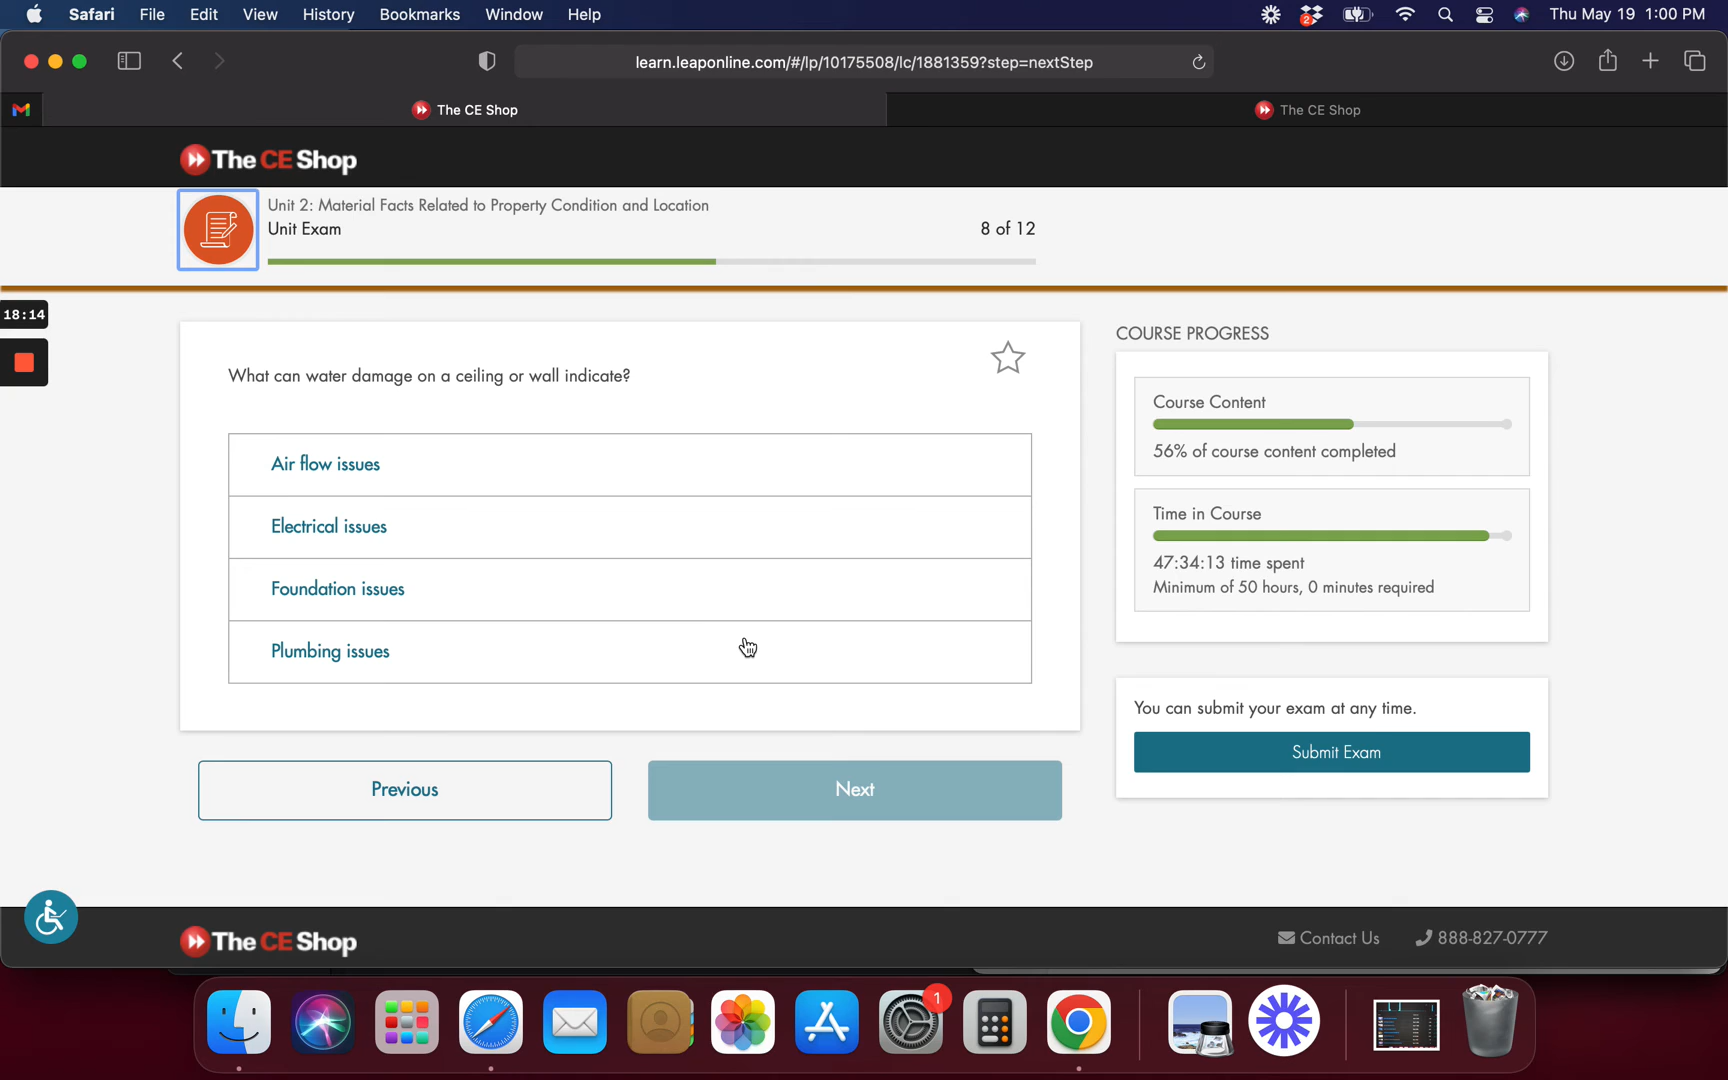 Safari File Edit View History Bookmarks Window Help
2
Thu May 19 1:00 PM
learn.leaponline.com/#/lp/10175508/lc/1881359?step=nextStep
M
The CE Shop
The CE Shop
The CE Shop
Unit 2: Material Facts Related to Property Condition and Location
Unit Exam
8 of 12
18:14
What can water damage on a ceiling or wall indicate?
Air flow issues
Electrical issues
Foundation issues
Plumbing issues
Previous
Next
COURSE PROGRESS
Course Content
56% of course content completed
Time in Course
47:34:13 time spent
Minimum of 50 hours, 0 minutes required
You can submit your exam at any time.
Submit Exam
The CE Shop
Contact Us
888-827-0777
1